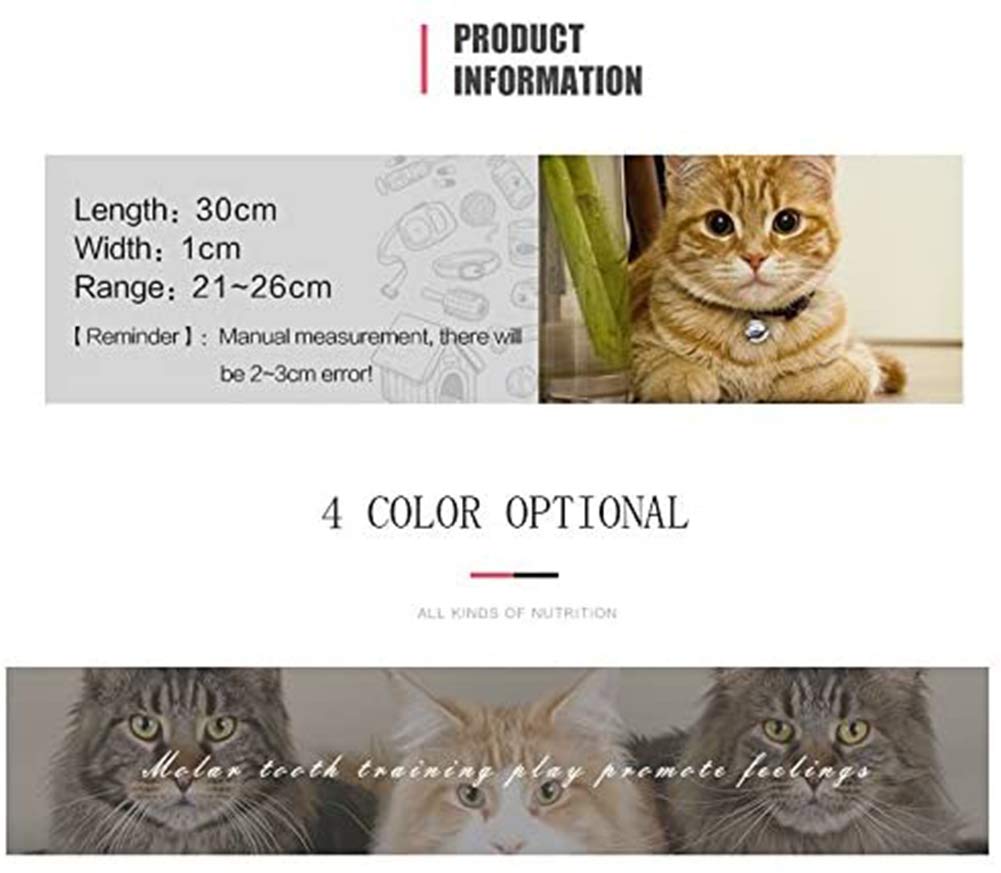 PRODUCT
INFORMATION
Length：30cm
Width：1cm
Range：21~26cm
【Reminder】：Manual measurement, there will
be 2~3cm error!
4 COLOR OPTIONAL
ALL KINDS OF NUTRITION
Molar tooth training play promote feelings